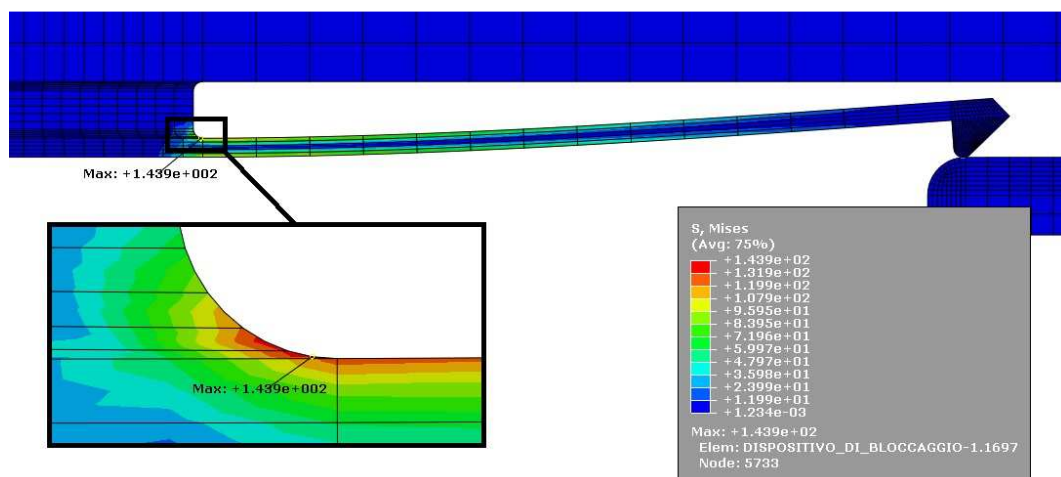 Max: +1.439e+002
Max: +1.439e+002
S, Mises
(Avg: 75%)
+1.439e+02
+1.319e+02
+1.199e+02
+1.079e+02
+9.595e+01
+8.395e+01
+7.196e+01
+5.997e+01
+4.797e+01
+3.598e+01
+2.399e+01
+1.199e+01
+1.234e-03
Max: +1.439e+02
Elem: DISPOSITIVO_DI_BLOCCAGGIO-1.1697
Node: 5733